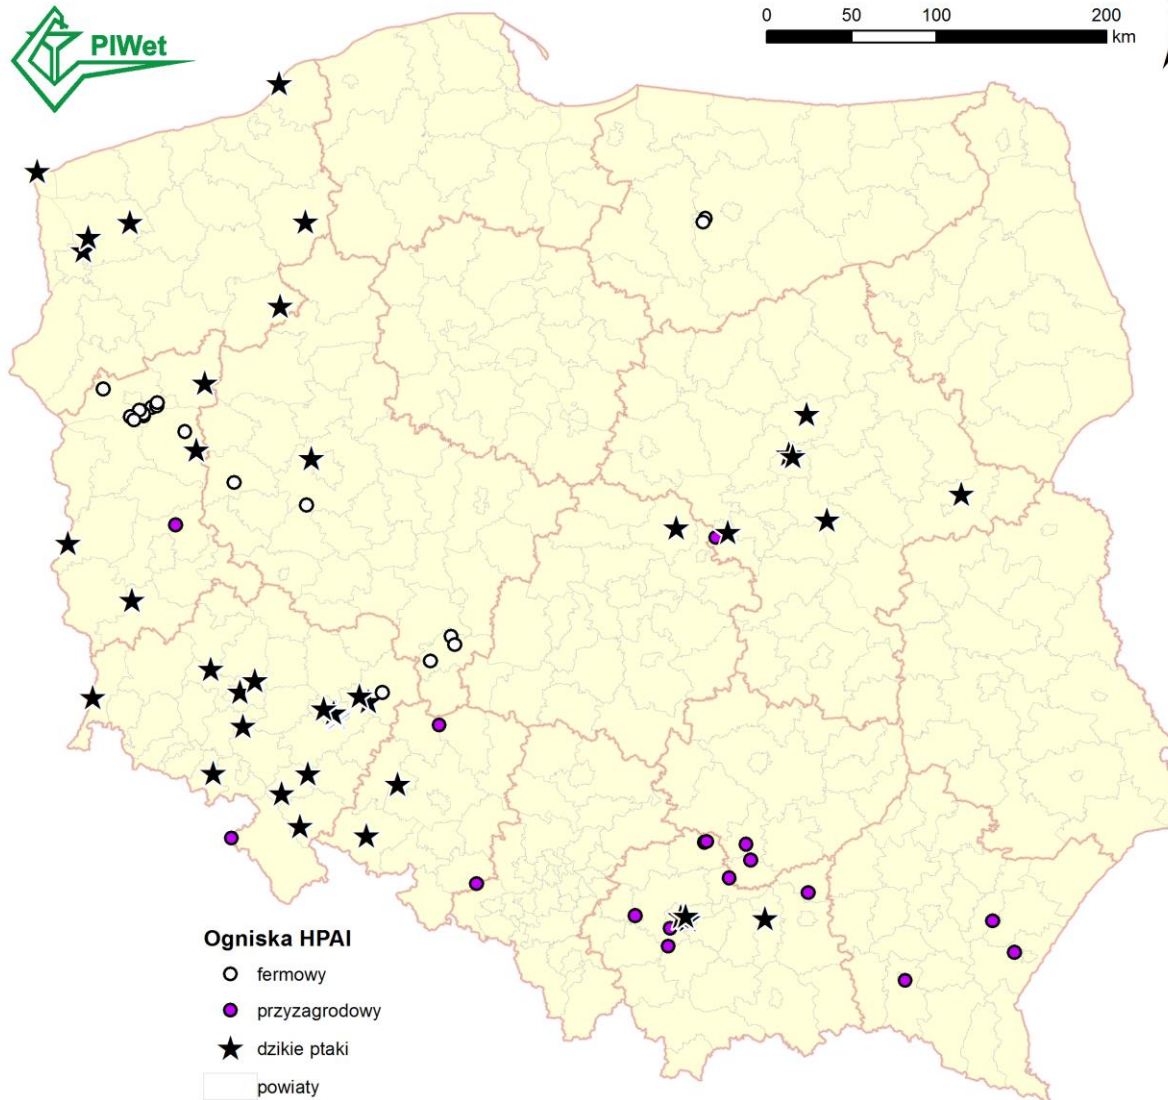 PIWet
0 50 100 200
km
Ogniska HPAI
fermowy
przyzagrodowy
dzikie ptaki
powiaty